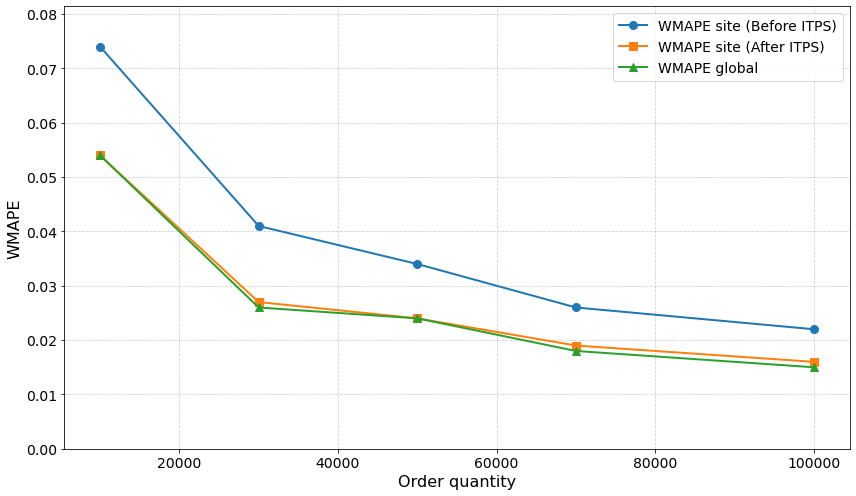 0.08
0.07
0.06
0.05
0.04
0.03
0.02
0.01
0.00
WMAPE
WMAPE site (Before ITPS)
WMAPE site (After ITPS)
WMAPE global
20000 40000 60000 80000 100000
Order quantity